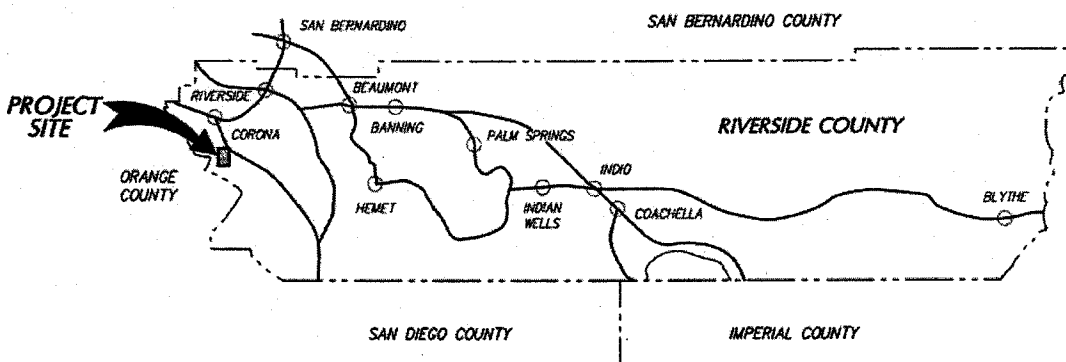 SAN BERNARDINO
SAN BERNARDINO COUNTY
PROJECT
SITE
RIVERSIDE
BEAUMONT
CORONA
BANNING
PALM SPRINGS
RIVERSIDE COUNTY
ORANGE
COUNTY
HEMET
INDIAN
WELLS
INDIO
COACHELLA
BLYTHE
SAN DIEGO COUNTY
IMPERIAL COUNTY